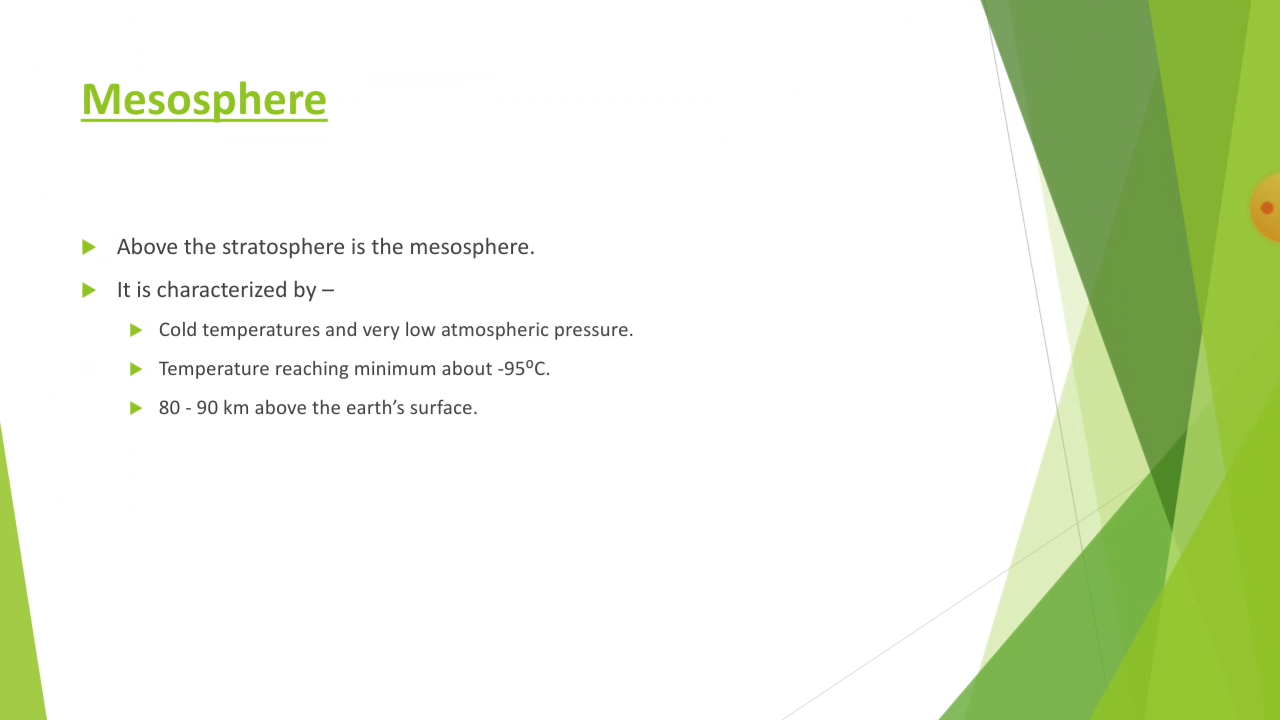 Mesosphere
Above the stratosphere is the mesosphere.
It is characterized by –
Cold temperatures and very low atmospheric pressure.
Temperature reaching minimum about -95⁰C.
80 - 90 km above the earth’s surface.